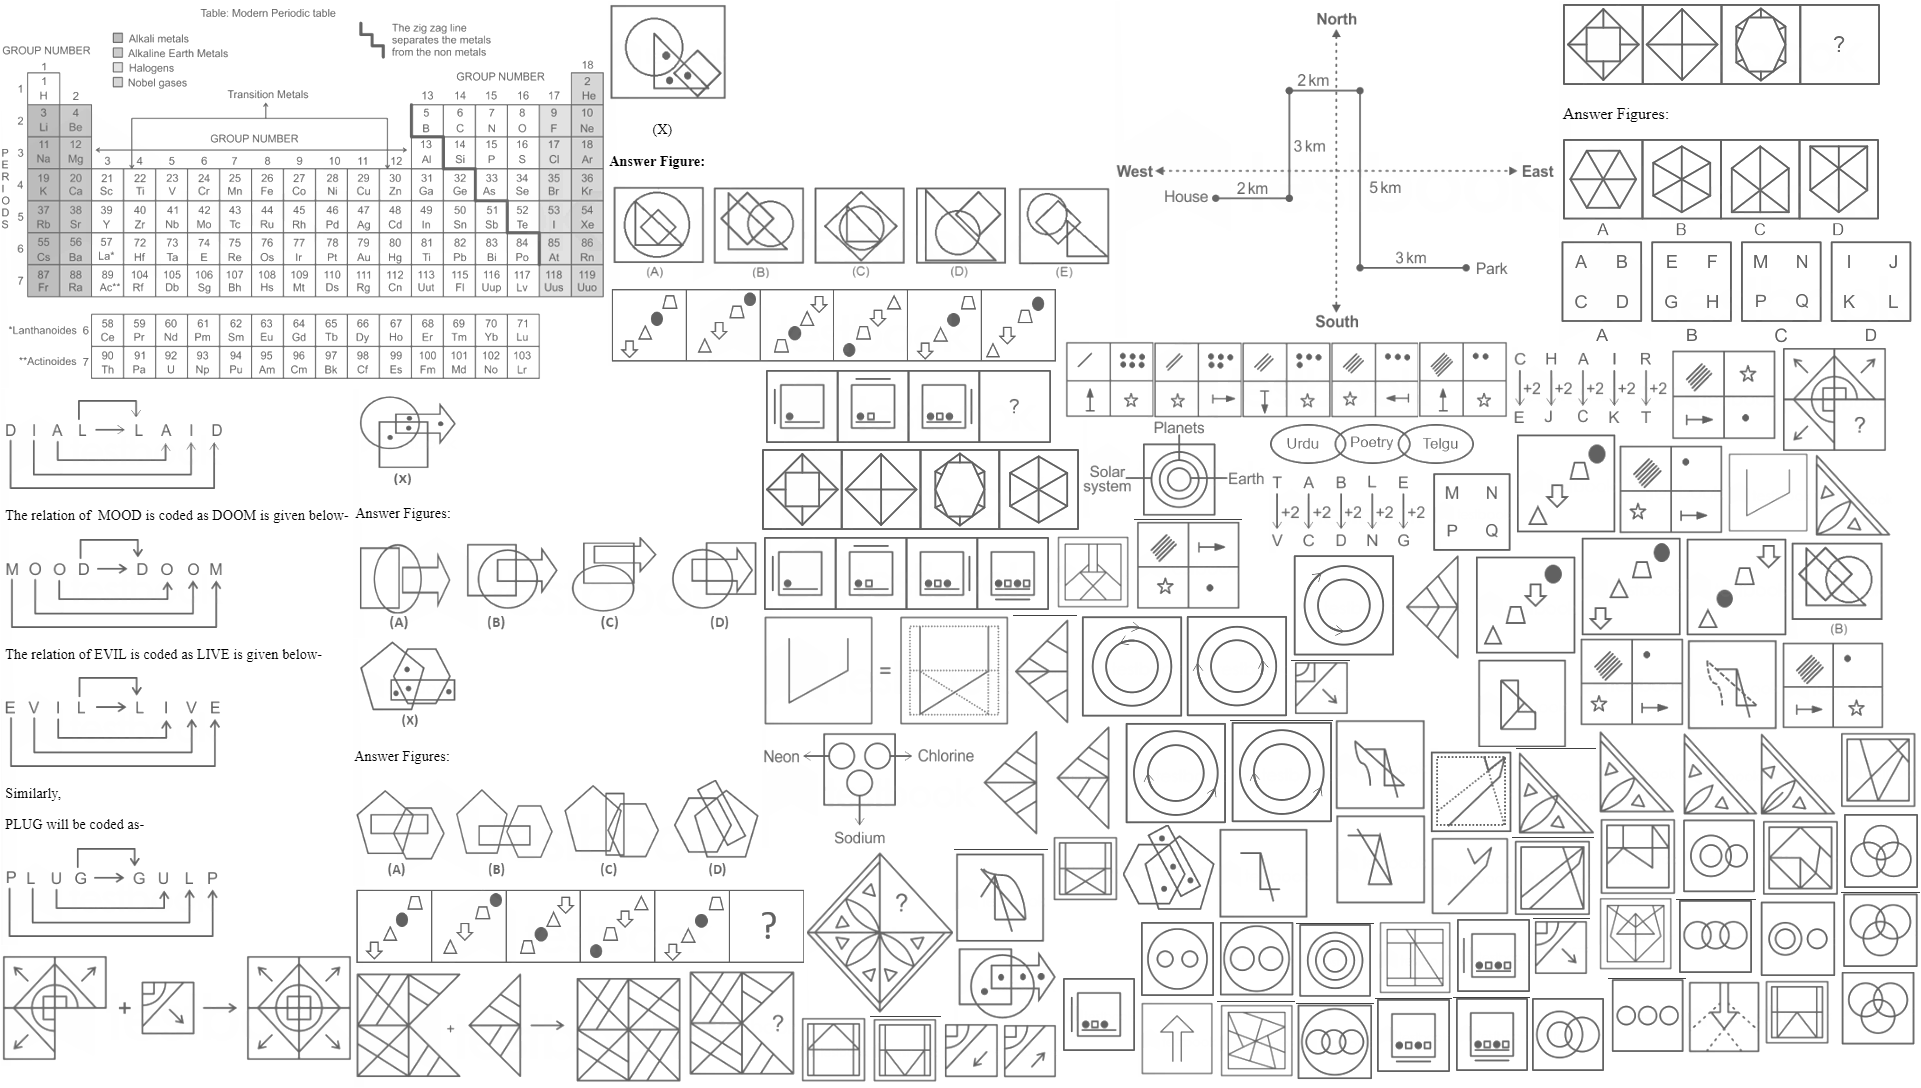 Table: Modern Periodic table
GROUP NUMBER
Alkali metals
Alkaline Earth Metals
Halogens
Nobel gases
The zig zag line
separates the metals
from the non metals
GROUP NUMBER
Transition Metals
GROUP NUMBER
PERIODS
1 18
1 2
1 H He
2 13 14 15 16 17
3 4 5 6 7 8 9 10
2 Li Be B C N O F Ne
11 12 13 14 15 16 17 18
3 Na Mg Al Si P S Cl Ar
3 4 5 6 7 8 9 10 11 12
19 20 21 22 23 24 25 26 27 28 29 30 31 32 33 34 35 36
4 K Ca Sc Ti V Cr Mn Fe Co Ni Cu Zn Ga Ge As Se Br Kr
37 38 39 40 41 42 43 44 45 46 47 48 49 50 51 52 53 54
5 Rb Sr Y Zr Nb Mo Tc Ru Rh Pd Ag Cd In Sn Sb Te I Xe
55 56 57 72 73 74 75 76 77 78 79 80 81 82 83 84 85 86
6 Cs Ba La* Hf Ta E Re Os Ir Pt Au Hg Ti Pb Bi Po At Rn
87 88 89 104 105 106 107 108 109 110 111 112 113 114 115 117 118 119
7 Fr Ra Ac** Rf Db Sg Bh Hs Mt Ds Rg Cn Uut Fl Uup Lv Uus Uuo
*Lanthanoides 6
58 59 60 61 62 63 64 65 66 67 68 69 70 71
Ce Pr Nd Pm Sm Eu Gd Tb Dy Ho Er Tm Yb Lu
**Actinoides 7
90 91 92 93 94 95 96 97 98 99 100 101 102 103
Th Pa U Np Pu Am Cm Bk Cf Es Fm Md No Lr
D I A L L A I D
The relation of MOOD is coded as DOOM is given below-
M O O D D O O M
The relation of EVIL is coded as LIVE is given below-
E V I L L I V E
Similarly,
PLUG will be coded as-
P L U G G U L P
+
(X)
Answer Figures:
(A) (B) (C) (D)
(X)
Answer Figures:
(A) (B) (C) (D)
?
+ ?
(X)
Answer Figure:
(A) (B) (C) (D) (E)
?
=
Neon
Chlorine
Sodium
?
North
2 km
3 km
West
East
House
2 km
5 km
3 km
Park
South
Planets
Solar
system
Earth
Urdu Poetry Telgu
T A B L E
+2 +2 +2 +2 +2
V C D N G
M N
P Q
C H A I R
+2 +2 +2 +2 +2
E J C K T
?
Answer Figures:
A B C D
A B E F M N I J
C D G H P Q K L
A B C D
?
(B)